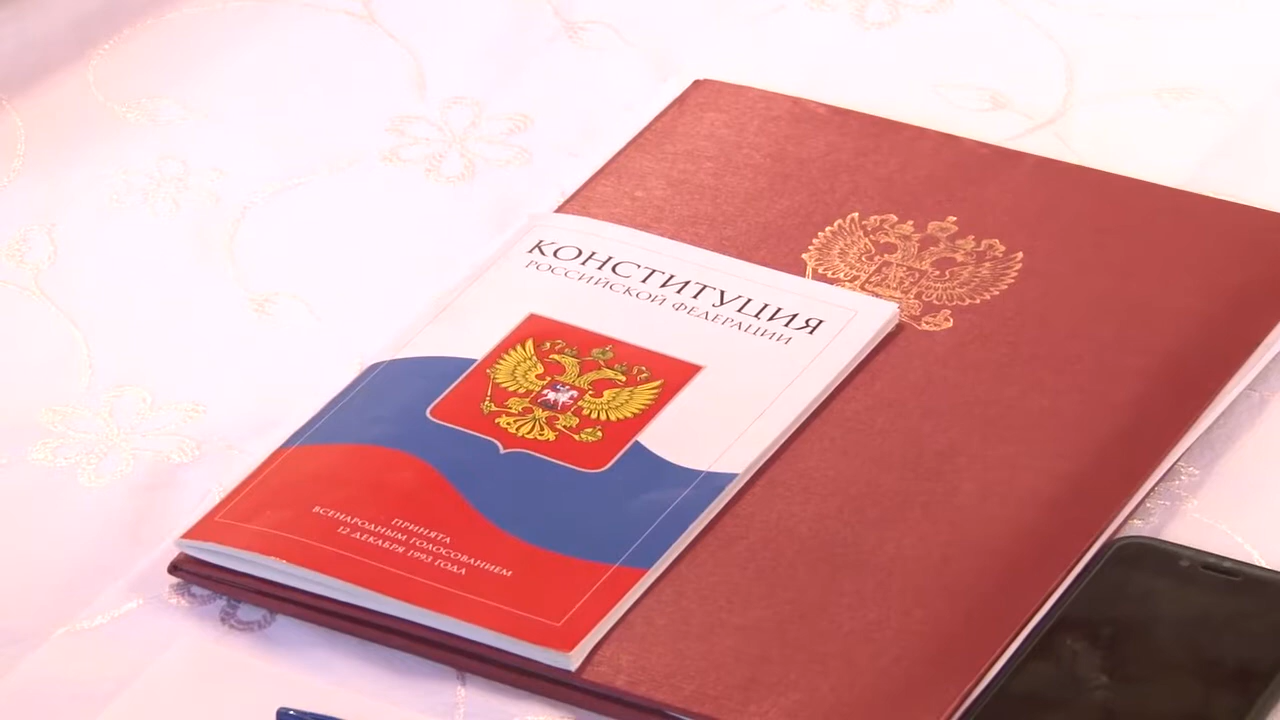 КОНСТИТУЦИЯ
РОССИЙСКОЙ ФЕДЕРАЦИИ
ПРИНЯТА
ВСЕНАРОДНЫМ ГОЛОСОВАНИЕМ
12 ДЕКАБРЯ 1993 ГОДА